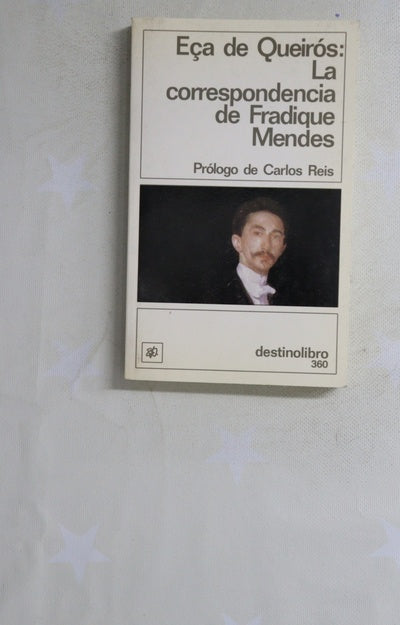 Eça de Queirós:
La
correspondencia
de Fradique
Mendes
Prólogo de Carlos Reis
destinolibro
360